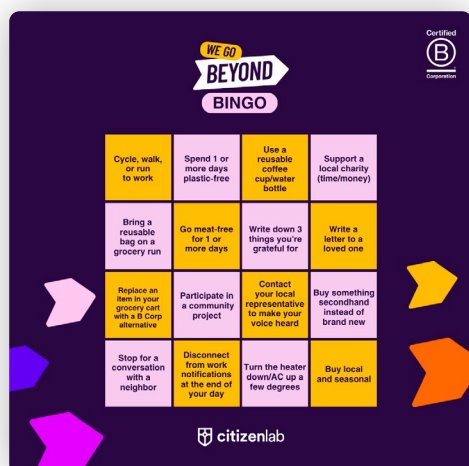 WE GO
BEYOND
BINGO
Certified
B
Corporation
Cycle, walk,
or run
to work
Spend 1 or
more days
plastic-free
Use a
reusable
coffee
cup/water
bottle
Support a
local charity
(time/money)
Bring a
reusable
bag on a
grocery run
Go meat-free
for 1 or
more days
Write down 3
things you're
grateful for
Write a
letter to a
loved one
Replace an
item in your
grocery cart
with a B Corp
alternative
Participate in
a community
project
Contact
your local
representative
to make your
voice heard
Buy something
secondhand
instead of
brand new
Stop for a
conversation
with a
neighbor
Disconnect
from work
notifications
at the end of
your day
Turn the heater
down/AC up a
few degrees
Buy local
and seasonal
citizenlab